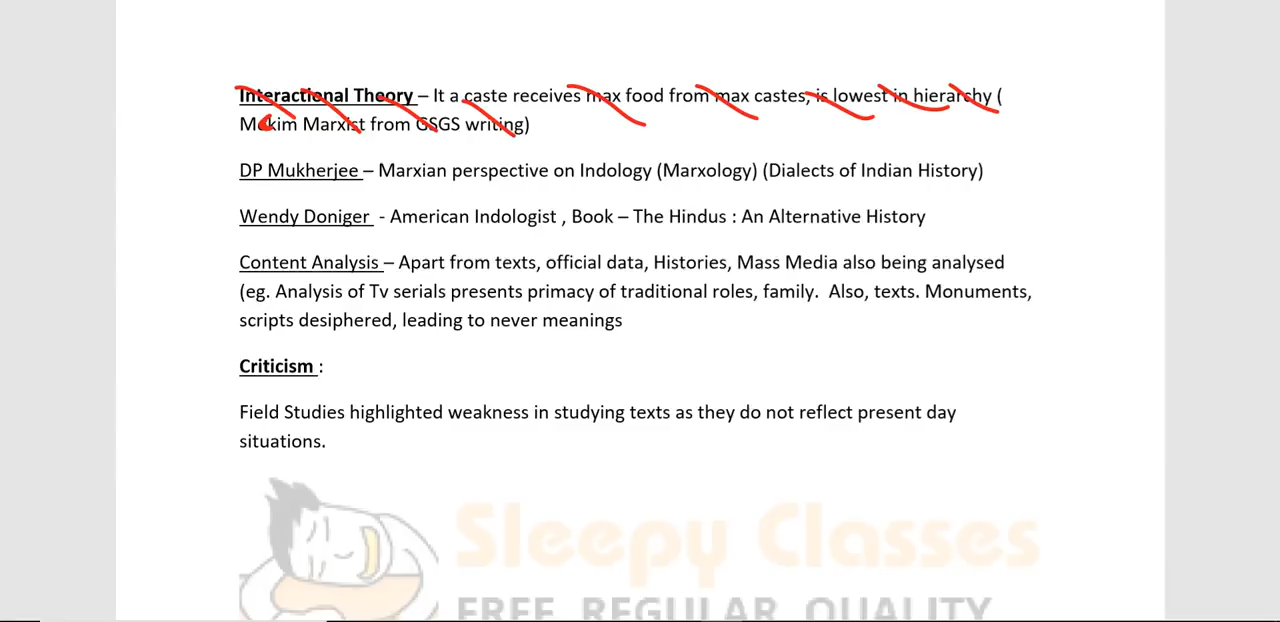 Interactional Theory – It a caste receives max food from max castes, is lowest in hierarchy (
Mckim Marxist from GSGS writing)
DP Mukherjee – Marxian perspective on Indology (Marxology) (Dialects of Indian History)
Wendy Doniger - American Indologist , Book – The Hindus : An Alternative History
Content Analysis – Apart from texts, official data, Histories, Mass Media also being analysed
(eg. Analysis of Tv serials presents primacy of traditional roles, family. Also, texts. Monuments,
scripts desiphered, leading to never meanings
Criticism :
Field Studies highlighted weakness in studying texts as they do not reflect present day
situations.
Sleepy Classes
FREE REGULAR QUALITY